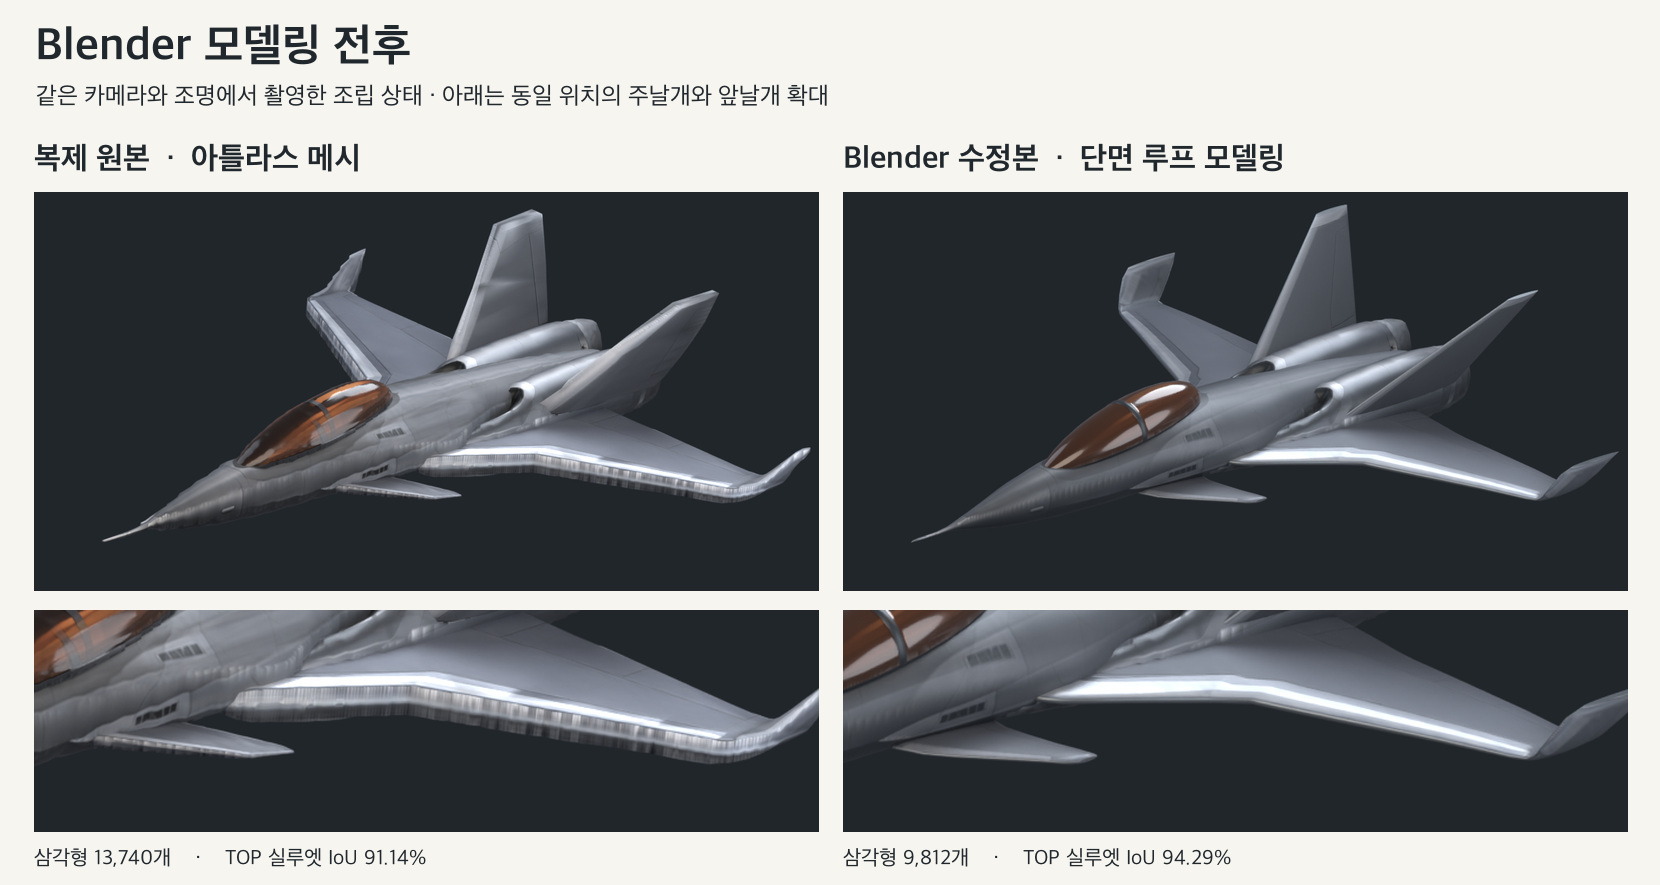 Blender 모델링 전후
같은 카메라와 조명에서 촬영한 조립 상태 · 아래는 동일 위치의 주날개와 앞날개 확대
복제 원본 · 아틀라스 메시
Blender 수정본 · 단면 루프 모델링
삼각형 13,740개 · TOP 실루엣 IoU 91.14%
삼각형 9,812개 · TOP 실루엣 IoU 94.29%